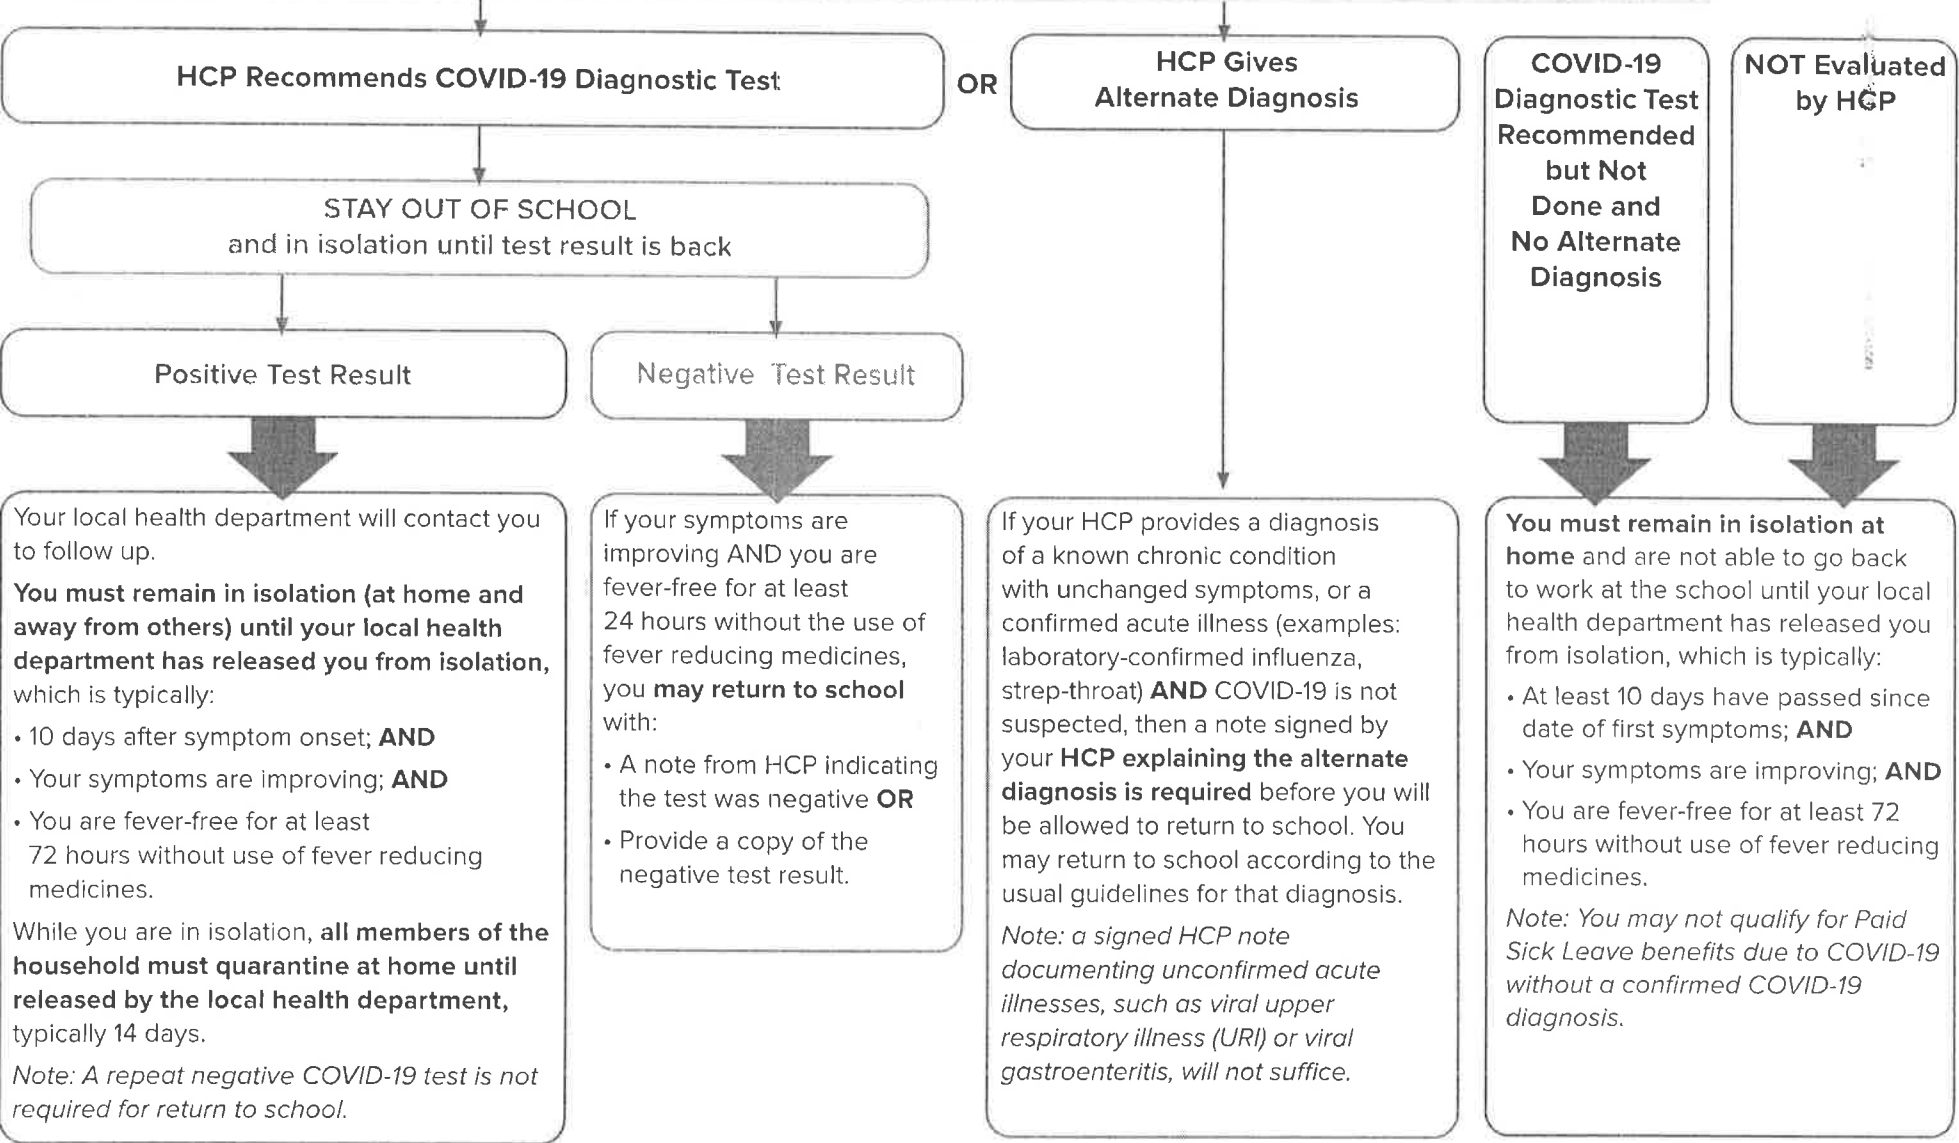 HCP Recommends COVID-19 Diagnostic Test
OR
HCP Gives
Alternate Diagnosis
COVID-19
Diagnostic Test
Recommended
but Not
Done and
No Alternate
Diagnosis
NOT Evaluated
by HCP
STAY OUT OF SCHOOL
and in isolation until test result is back
Positive Test Result
Negative Test Result
Your local health department will contact you
to follow up.
You must remain in isolation (at home and
away from others) until your local health
department has released you from isolation,
which is typically:
• 10 days after symptom onset; AND
• Your symptoms are improving; AND
• You are fever-free for at least
72 hours without use of fever reducing
medicines.
While you are in isolation, all members of the
household must quarantine at home until
released by the local health department,
typically 14 days.
Note: A repeat negative COVID-19 test is not
required for return to school.
If your symptoms are
improving AND you are
fever-free for at least
24 hours without the use of
fever reducing medicines,
you may return to school
with:
• A note from HCP indicating
the test was negative OR
• Provide a copy of the
negative test result.
If your HCP provides a diagnosis
of a known chronic condition
with unchanged symptoms, or a
confirmed acute illness (examples:
laboratory-confirmed influenza,
strep-throat) AND COVID-19 is not
suspected, then a note signed by
your HCP explaining the alternate
diagnosis is required before you will
be allowed to return to school. You
may return to school according to the
usual guidelines for that diagnosis.
Note: a signed HCP note
documenting unconfirmed acute
illnesses, such as viral upper
respiratory illness (URI) or viral
gastroenteritis, will not suffice.
You must remain in isolation at
home and are not able to go back
to work at the school until your local
health department has released you
from isolation, which is typically:
• At least 10 days have passed since
date of first symptoms; AND
• Your symptoms are improving; AND
• You are fever-free for at least 72
hours without use of fever reducing
medicines.
Note: You may not qualify for Paid
Sick Leave benefits due to COVID-19
without a confirmed COVID-19
diagnosis.